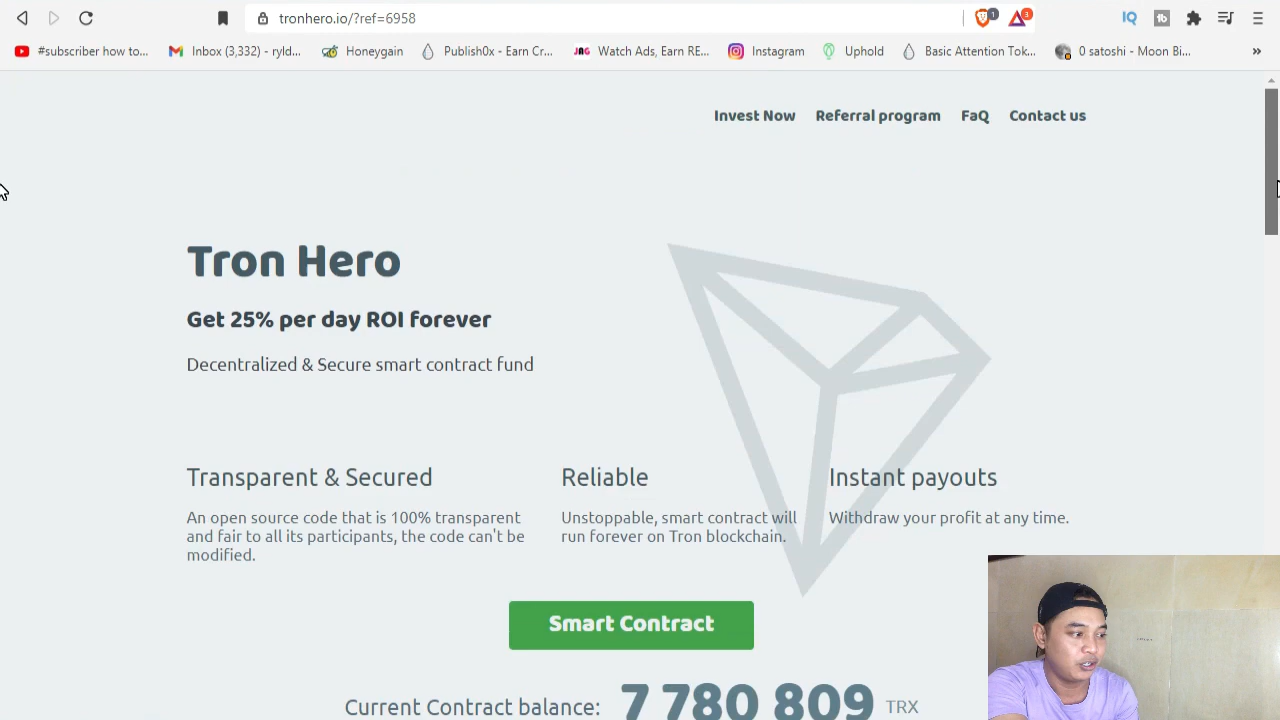 tronhero.io/?ref=6958
1
3
#subscriber how to...
Inbox (3,332) - ryld...
Honeygain
Publish0x - Earn Cr...
Watch Ads, Earn RE...
Instagram
Uphold
Basic Attention Tok...
0 satoshi - Moon Bi...
»
Invest Now
Referral program
FaQ
Contact us
Tron Hero
Get 25% per day ROI forever
Decentralized & Secure smart contract fund
Transparent & Secured
An open source code that is 100% transparent
and fair to all its participants, the code can't be
modified.
Reliable
Unstoppable, smart contract will
run forever on Tron blockchain.
Instant payouts
Withdraw your profit at any time.
Smart Contract
Current Contract balance: 7 780 809 TRX